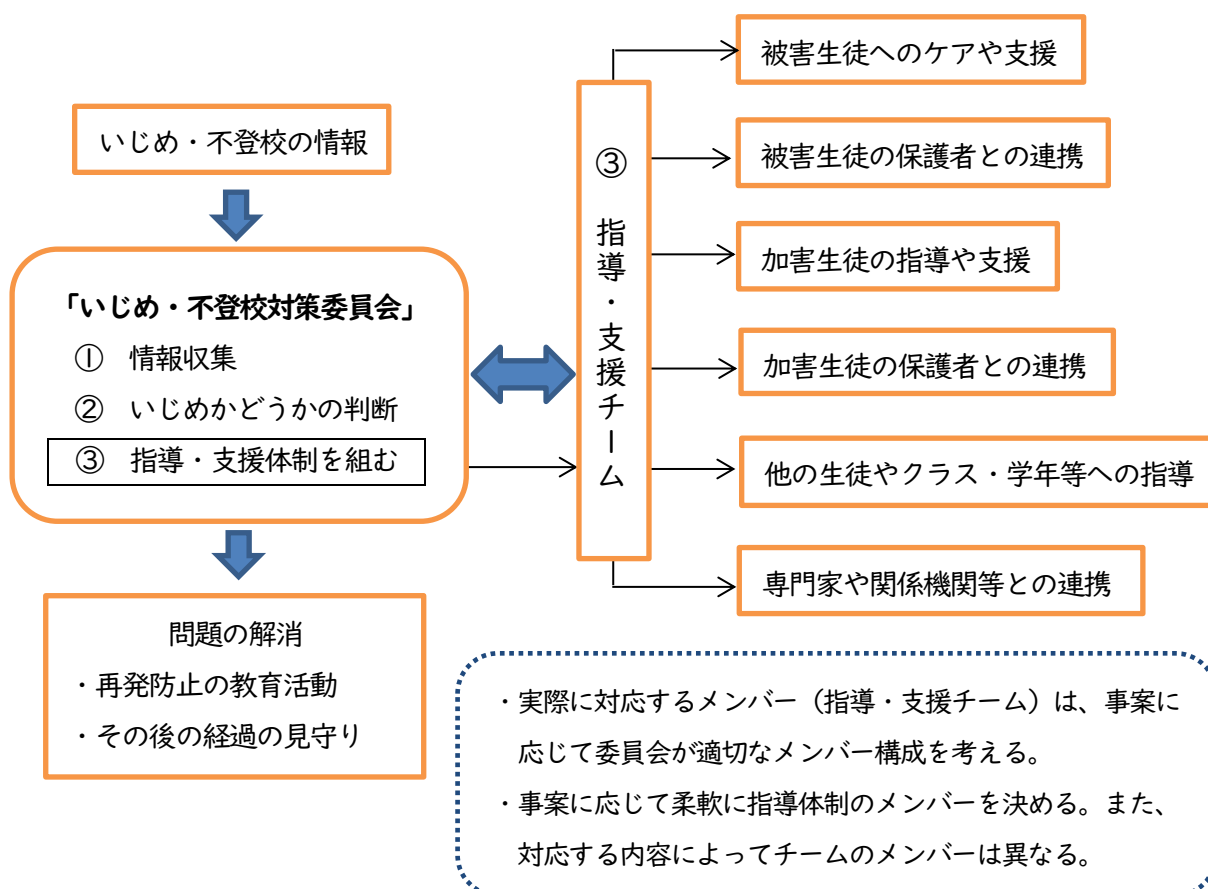 いじめ・不登校の情報
「いじめ・不登校対策委員会」
① 情報収集
② いじめかどうかの判断
③ 指導・支援体制を組む
問題の解消
・再発防止の教育活動
・その後の経過の見守り
③ 指導・支援チーム
被害生徒へのケアや支援
被害生徒の保護者との連携
加害生徒の指導や支援
加害生徒の保護者との連携
他の生徒やクラス・学年等への指導
専門家や関係機関等との連携
・実際に対応するメンバー（指導・支援チーム）は、事案に
応じて委員会が適切なメンバー構成を考える。
・事案に応じて柔軟に指導体制のメンバーを決める。また、
対応する内容によってチームのメンバーは異なる。